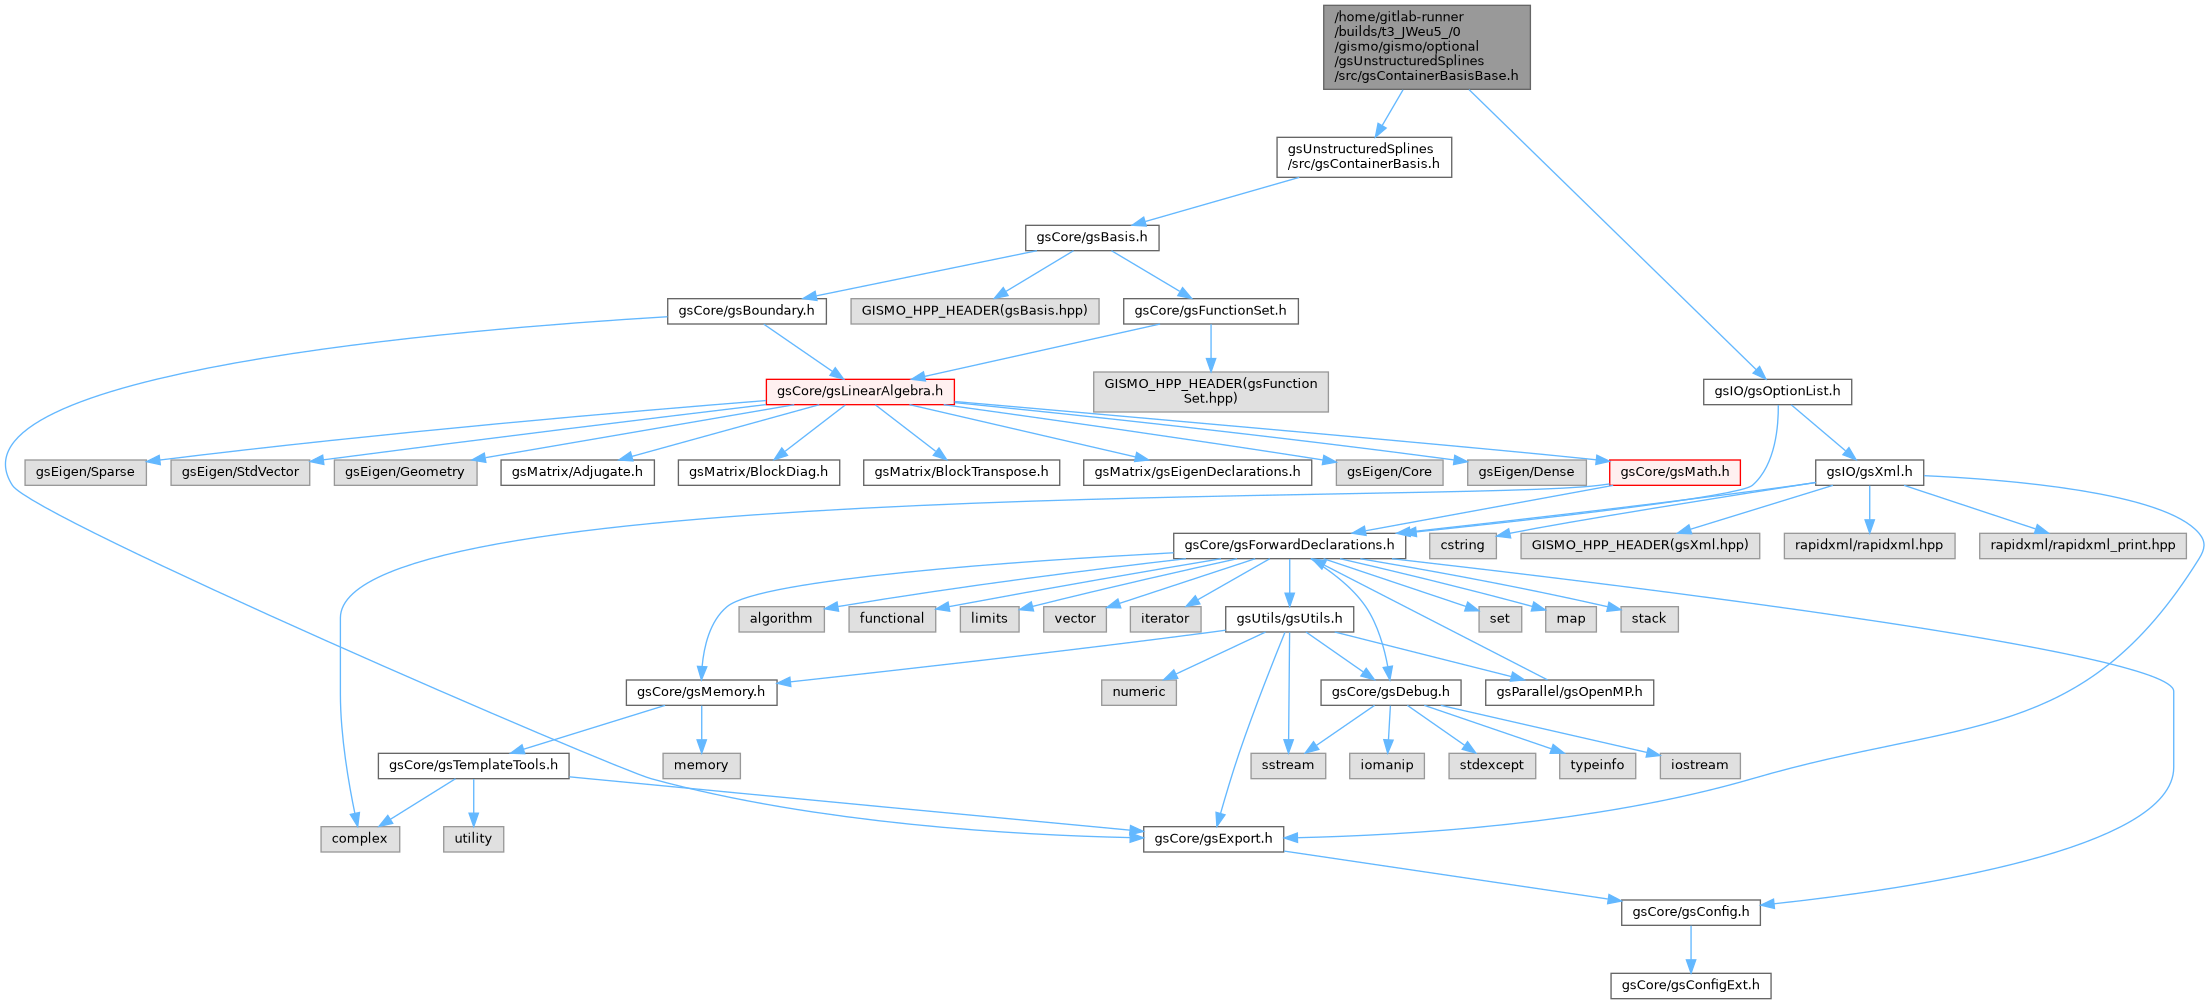 /home/gitlab-runner
/builds/t3_JWeu5_/0
/gismo/gismo/optional
/gsUnstructuredSplines
/src/gsContainerBasisBase.h
gsUnstructuredSplines
/src/gsContainerBasis.h
gsCore/gsBasis.h
gsCore/gsBoundary.h
GISMO_HPP_HEADER(gsBasis.hpp)
gsCore/gsFunctionSet.h
gsCore/gsLinearAlgebra.h
GISMO_HPP_HEADER(gsFunction
Set.hpp)
gsIO/gsOptionList.h
gsEigen/Sparse
gsEigen/StdVector
gsEigen/Geometry
gsMatrix/Adjugate.h
gsMatrix/BlockDiag.h
gsMatrix/BlockTranspose.h
gsMatrix/gsEigenDeclarations.h
gsEigen/Core
gsEigen/Dense
gsCore/gsMath.h
gsIO/gsXml.h
gsCore/gsForwardDeclarations.h
cstring
GISMO_HPP_HEADER(gsXml.hpp)
rapidxml/rapidxml.hpp
rapidxml/rapidxml_print.hpp
algorithm
functional
limits
vector
iterator
gsUtils/gsUtils.h
set
map
stack
gsCore/gsMemory.h
numeric
gsCore/gsDebug.h
gsParallel/gsOpenMP.h
gsCore/gsTemplateTools.h
memory
sstream
iomanip
stdexcept
typeinfo
iostream
complex
utility
gsCore/gsExport.h
gsCore/gsConfig.h
gsCore/gsConfigExt.h